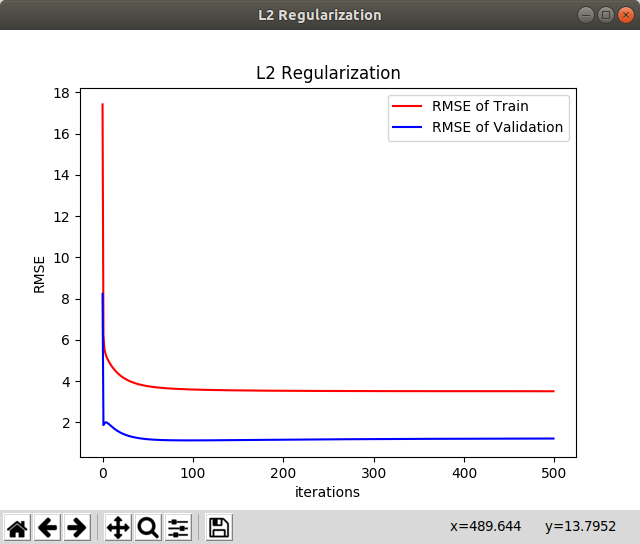 L2 Regularization
L2 Regularization
RMSE of Train
RMSE of Validation
18
16
14
12
10
8
6
4
2
RMSE
0 100 200 300 400 500
iterations
x=489.644 y=13.7952